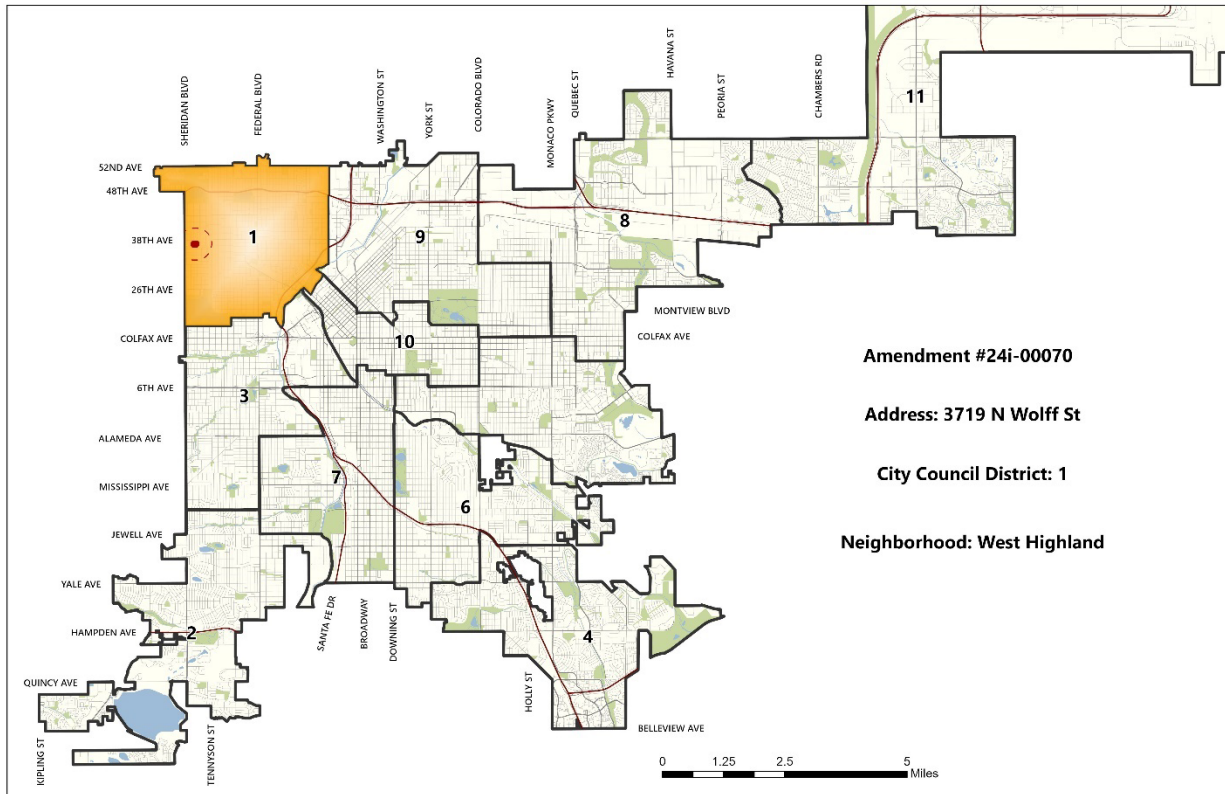 HAVANA ST
SHERIDAN BLVD
FEDERAL BLVD
WASHINGTON ST
YORK ST
COLORADO BLVD
MONACO PKWY
QUEBEC ST
PEORIA ST
CHAMBERS RD
11
52ND AVE
48TH AVE
8
1
9
38TH AVE
26TH AVE
MONTVIEW BLVD
COLFAX AVE
COLFAX AVE
10
Amendment #24i-00070
6TH AVE
3
Address: 3719 N Wolff St
ALAMEDA AVE
7
City Council District: 1
MISSISSIPPI AVE
6
JEWELL AVE
Neighborhood: West Highland
YALE AVE
SANTA FE DR
BROADWAY
DOWNING ST
HAMPDEN AVE
2
4
QUINCY AVE
HOLLY ST
KIPLING ST
TENNYSON ST
BELLEVIEW AVE
0 1.25 2.5 5
Miles